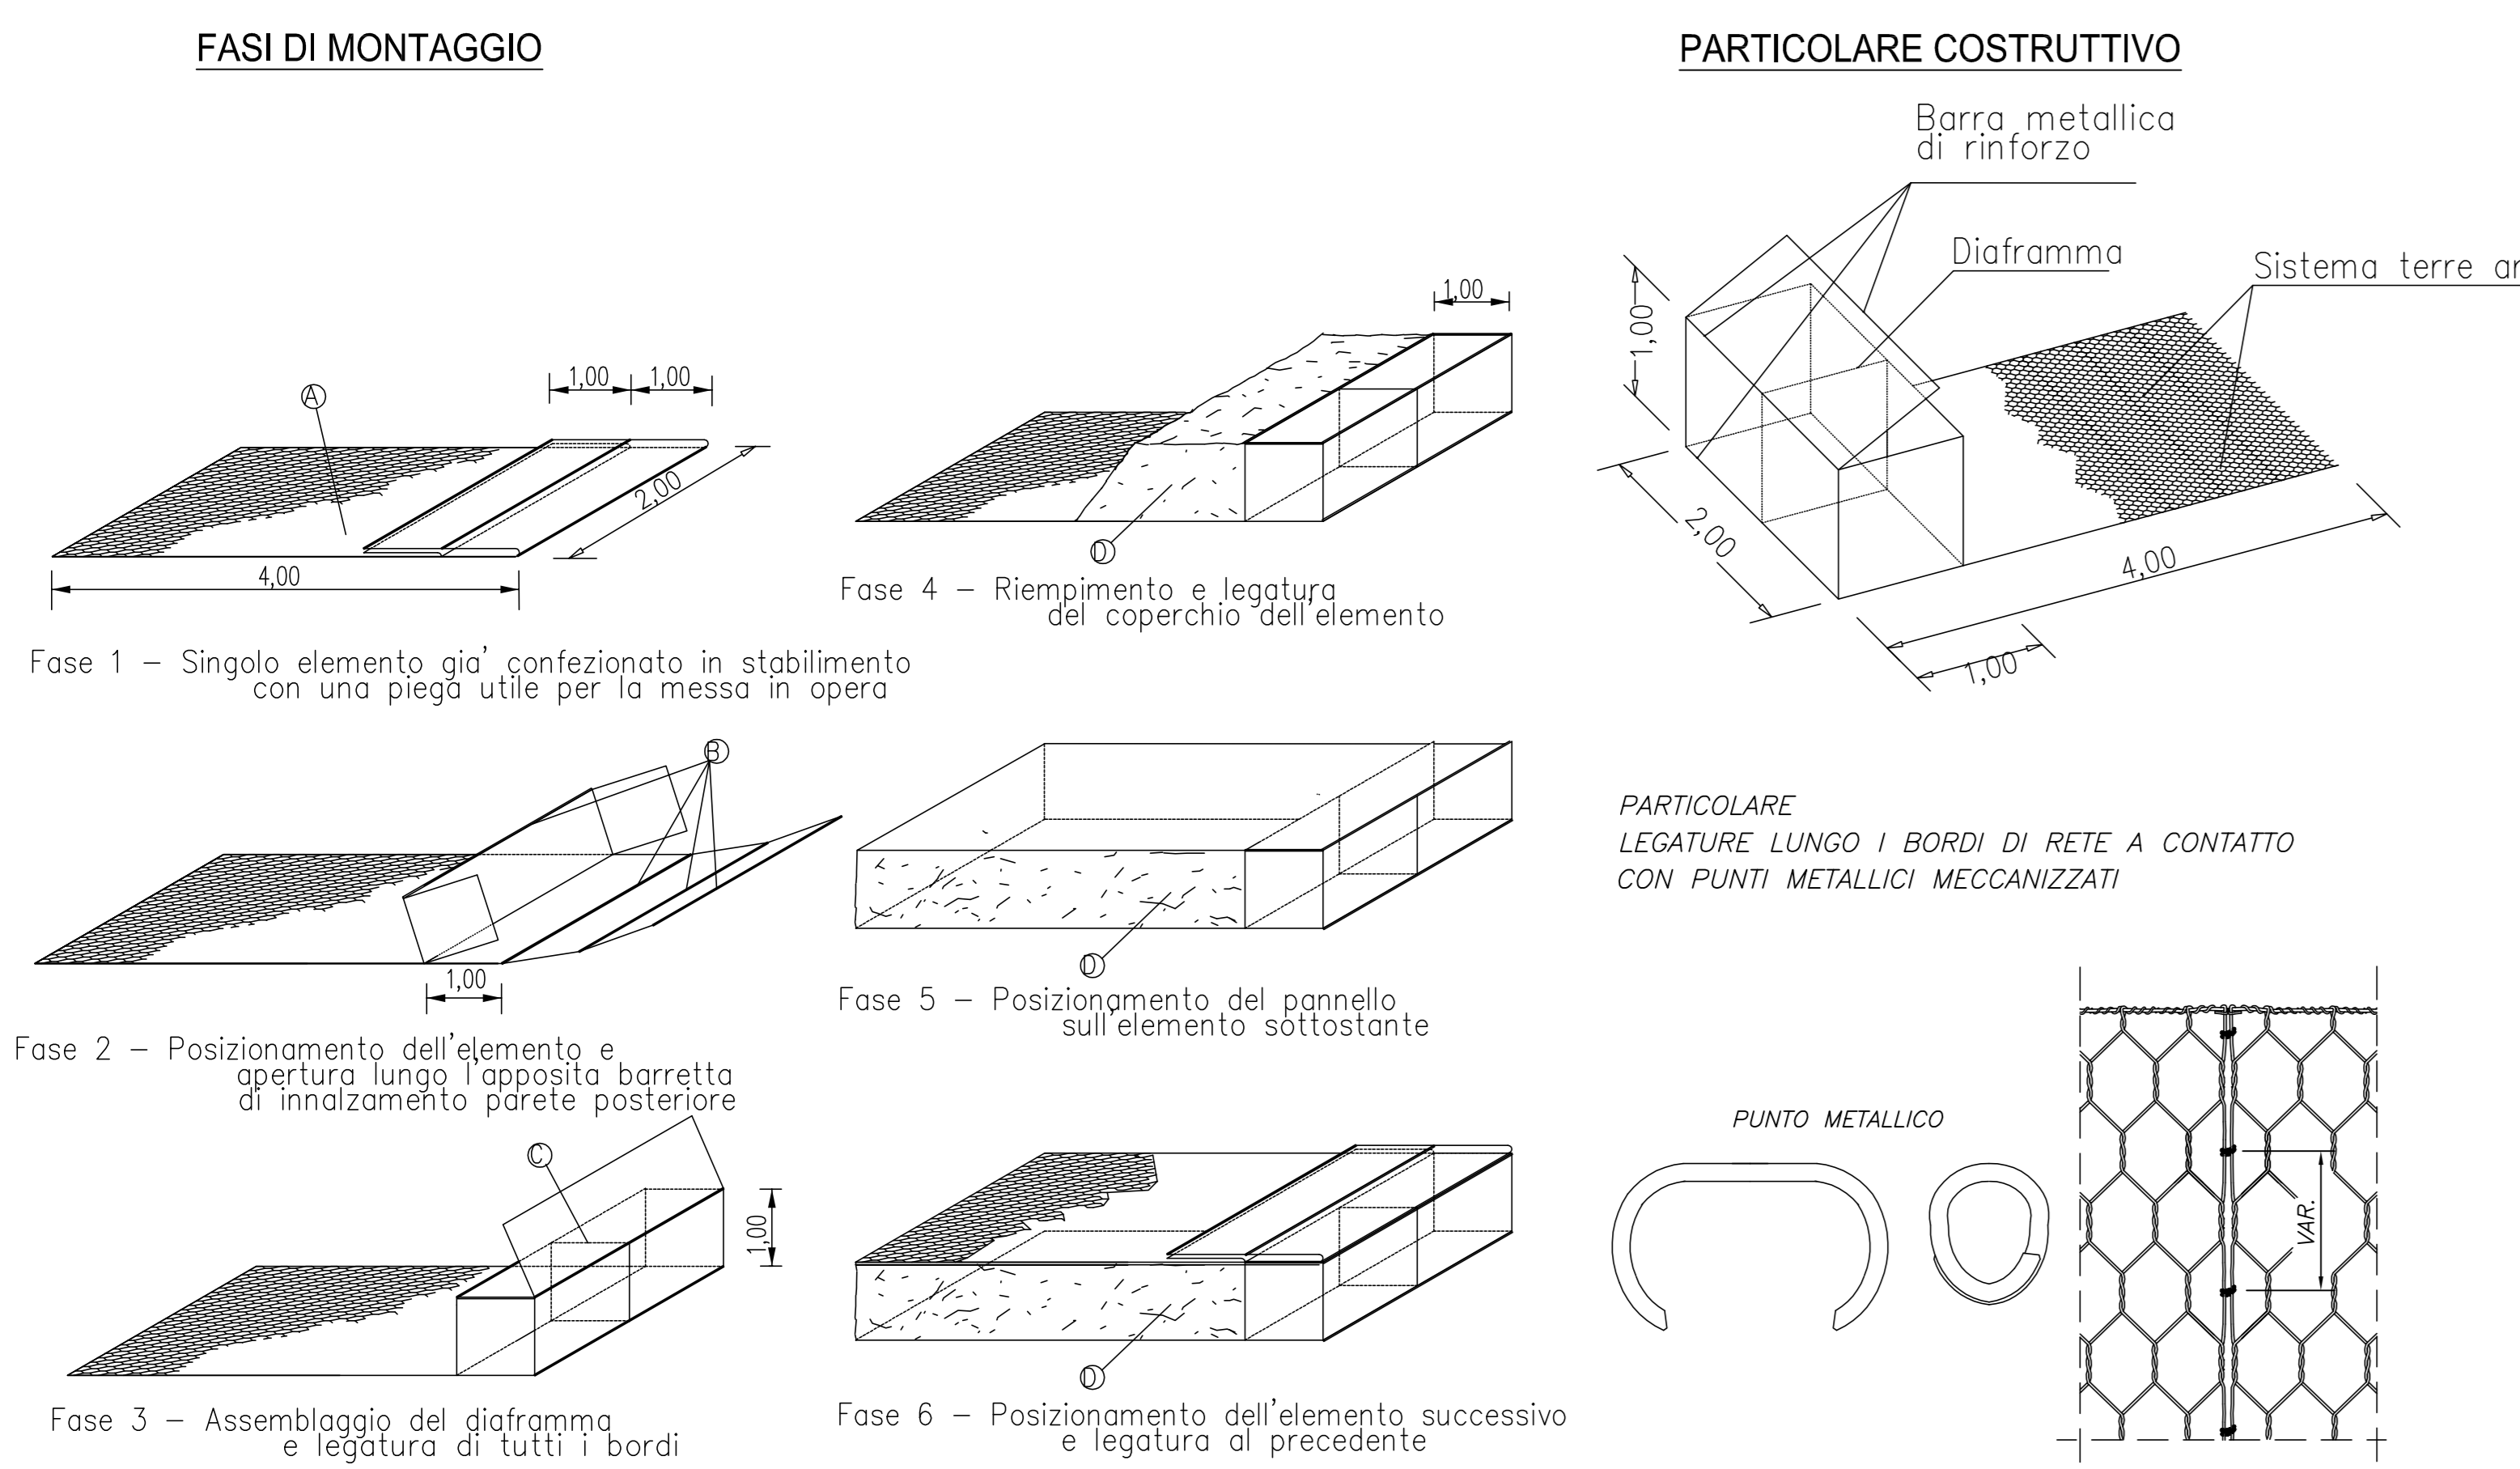 FASI DI MONTAGGIO
A
1,00
1,00
2,00
4,00
Fase 1 - Singolo elemento gia' confezionato in stabilimento
con una piega utile per la messa in opera
B
1,00
Fase 2 - Posizionamento dell'elemento e
apertura lungo l'apposita barretta
di innalzamento parete posteriore
C
1,00
Fase 3 - Assemblaggio del diaframma
e legatura di tutti i bordi
1,00
D
Fase 4 - Riempimento e legatura
del coperchio dell'elemento
D
Fase 5 - Posizionamento del pannello
sull'elemento sottostante
D
Fase 6 - Posizionamento dell'elemento successivo
e legatura al precedente
PARTICOLARE COSTRUTTIVO
Barra metallica
di rinforzo
Diaframma
Sistema terre ar
1,00
2,00
4,00
1,00
PARTICOLARE
LEGATURE LUNGO I BORDI DI RETE A CONTATTO
CON PUNTI METALLICI MECCANIZZATI
PUNTO METALLICO
VAR.